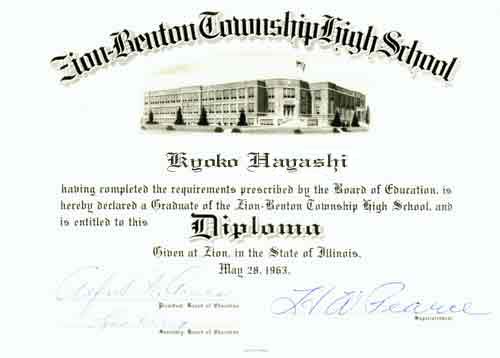 Zion-Benton Township High School
Kyoko Hayashi
having completed the requirements prescribed by the Board of Education, is
hereby declared a Graduate of the Zion-Benton Township High School, and
is entitled to this Diploma
Given at Zion, in the State of Illinois,
May 28, 1963.
President Board of Education
H W Pearce
Superintendent
Secretary Board of Education